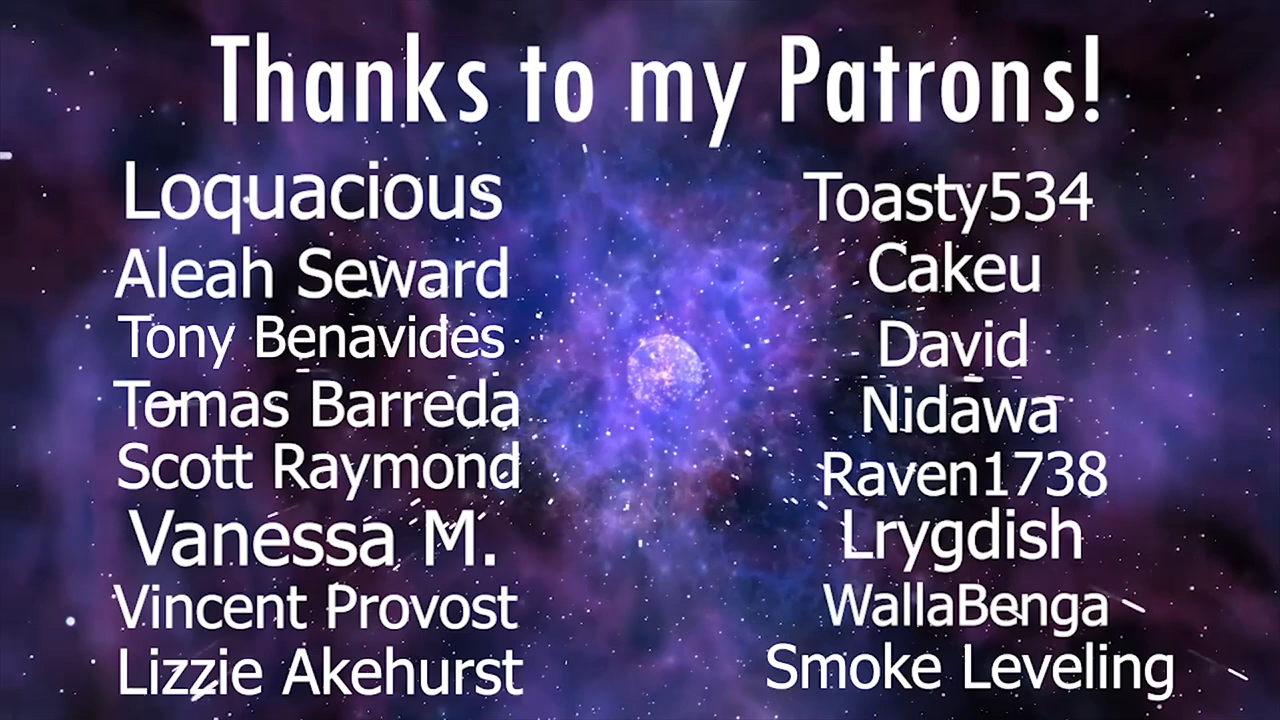 Thanks to my Patrons!
Loquacious
Aleah Seward
Tony Benavides
Tomas Barreda
Scott Raymond
Vanessa M.
Vincent Provost
Lizzie Akehurst
Toasty534
Cakeu
David
Nidawa
Raven1738
Lrygdish
WallaBenga
Smoke Leveling